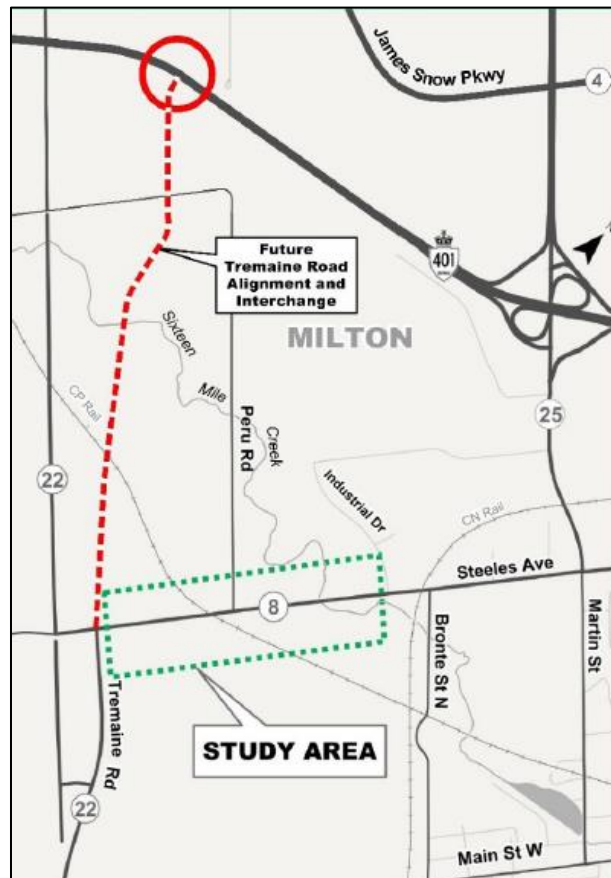 James Snow Pkwy
4
Future
Tremaine Road
Alignment and
Interchange
401
MILTON
Sixteen
Mile
Creek
CP Rail
Peru Rd
25
22
Industrial Dr
CN Rail
Steeles Ave
8
Bronte St N
Martin St
Tremaine
Rd
STUDY AREA
22
Main St W